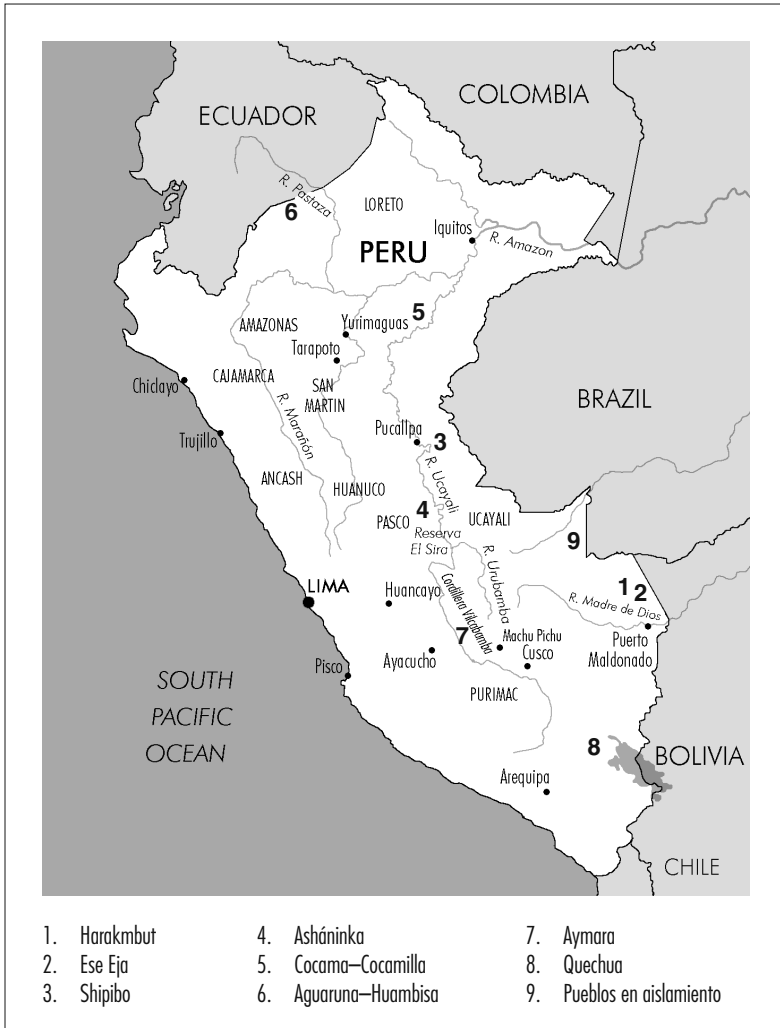 COLOMBIA
ECUADOR
R. Pastaza
6
LORETO
Iquitos
PERU
R. Amazon
5
AMAZONAS
Yurimaguas
Tarapoto
CAJAMARCA
Chiclayo
SAN
MARTIN
BRAZIL
R. Marañón
Trujillo
Pucallpa
3
R. Ucayali
ANCASH
HUANUCO
4
PASCO
UCAYALI
Reserva
El Sira
9
R. Urubamba
LIMA
Huancayo
Cordillera Vilcabamba
1
2
R. Madre de Dios
7
Machu Pichu
Puerto
Maldonado
Ayacucho
Cusco
Pisco
SOUTH
PACIFIC
OCEAN
PURIMAC
8
BOLIVIA
Arequipa
CHILE
1. Harakmbut
2. Ese Eja
3. Shipibo
4. Asháninka
5. Cocama–Cocamilla
6. Aguaruna–Huambisa
7. Aymara
8. Quechua
9. Pueblos en aislamiento